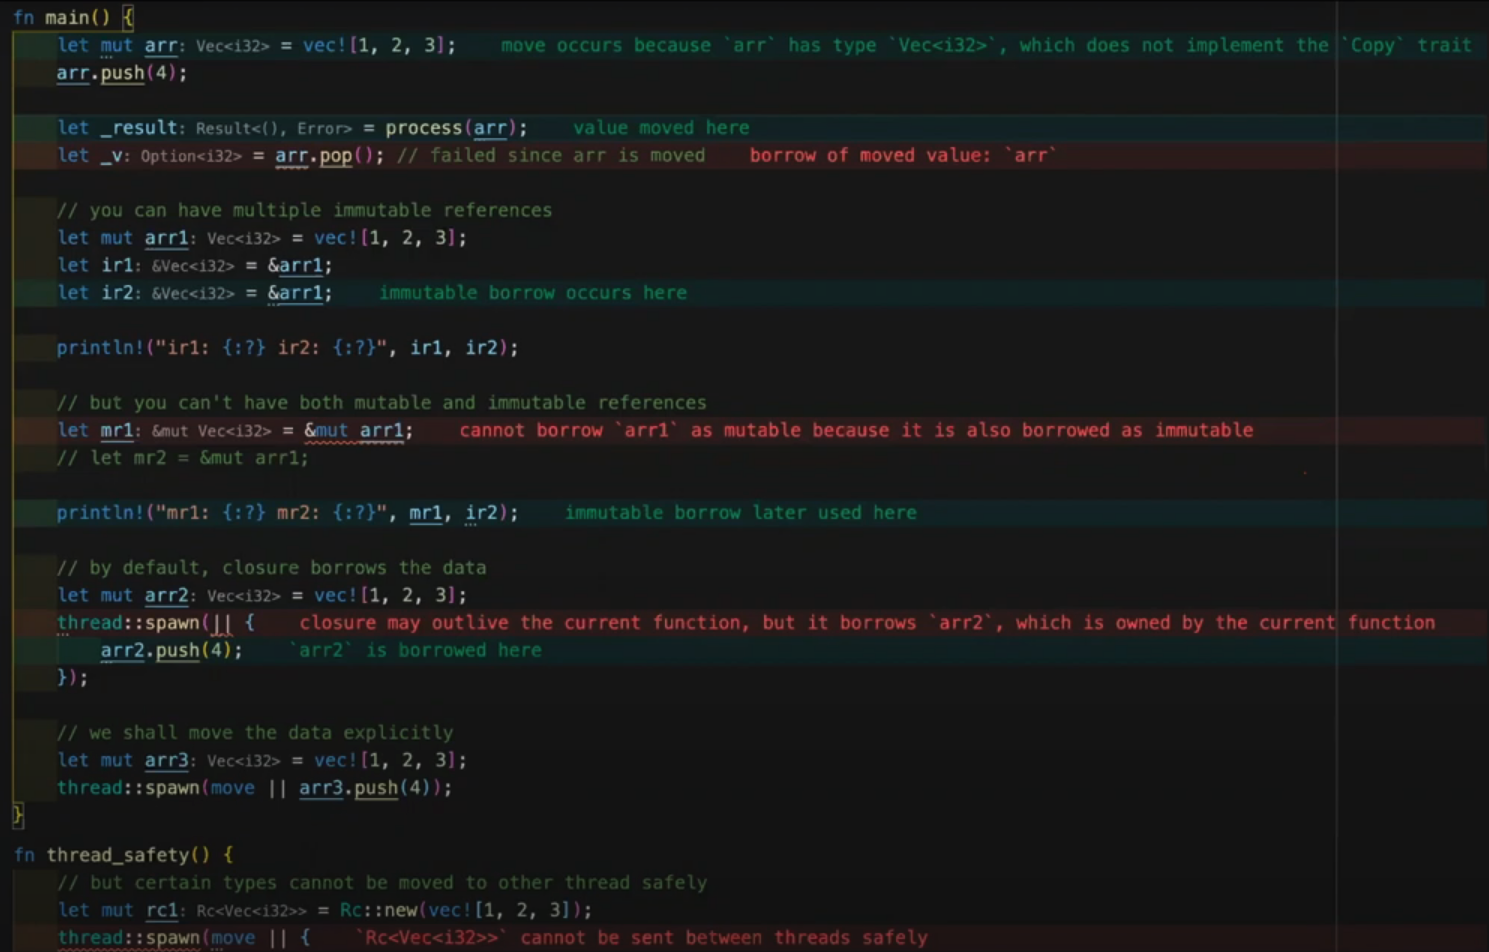 fn main() {
let mut arr: Vec<i32> = vec![1, 2, 3]; move occurs because `arr` has type `Vec<i32>`, which does not implement the `Copy` trait
arr.push(4);
let _result: Result<(), Error> = process(arr); value moved here
let _v: Option<i32> = arr.pop(); // failed since arr is moved borrow of moved value: `arr`
// you can have multiple immutable references
let mut arr1: Vec<i32> = vec![1, 2, 3];
let ir1: &Vec<i32> = &arr1;
let ir2: &Vec<i32> = &arr1; immutable borrow occurs here
println!("ir1: {:?} ir2: {:?}", ir1, ir2);
// but you can't have both mutable and immutable references
let mr1: &mut Vec<i32> = &mut arr1; cannot borrow `arr1` as mutable because it is also borrowed as immutable
// let mr2 = &mut arr1;
println!("mr1: {:?} mr2: {:?}", mr1, ir2); immutable borrow later used here
// by default, closure borrows the data
let mut arr2: Vec<i32> = vec![1, 2, 3];
thread::spawn(|| { closure may outlive the current function, but it borrows `arr2`, which is owned by the current function
arr2.push(4); `arr2` is borrowed here
});
// we shall move the data explicitly
let mut arr3: Vec<i32> = vec![1, 2, 3];
thread::spawn(move || arr3.push(4));
}
fn thread_safety() {
// but certain types cannot be moved to other thread safely
let mut rc1: Rc<Vec<i32>> = Rc::new(vec![1, 2, 3]);
thread::spawn(move || { `Rc<Vec<i32>>` cannot be sent between threads safely